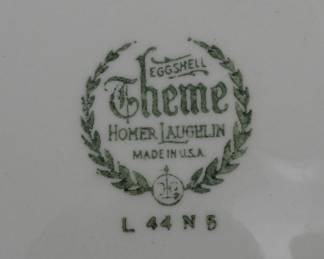 EGGSHELL
Theme
HOMER LAUGHLIN
MADE IN U.S.A.
L 44 N 5